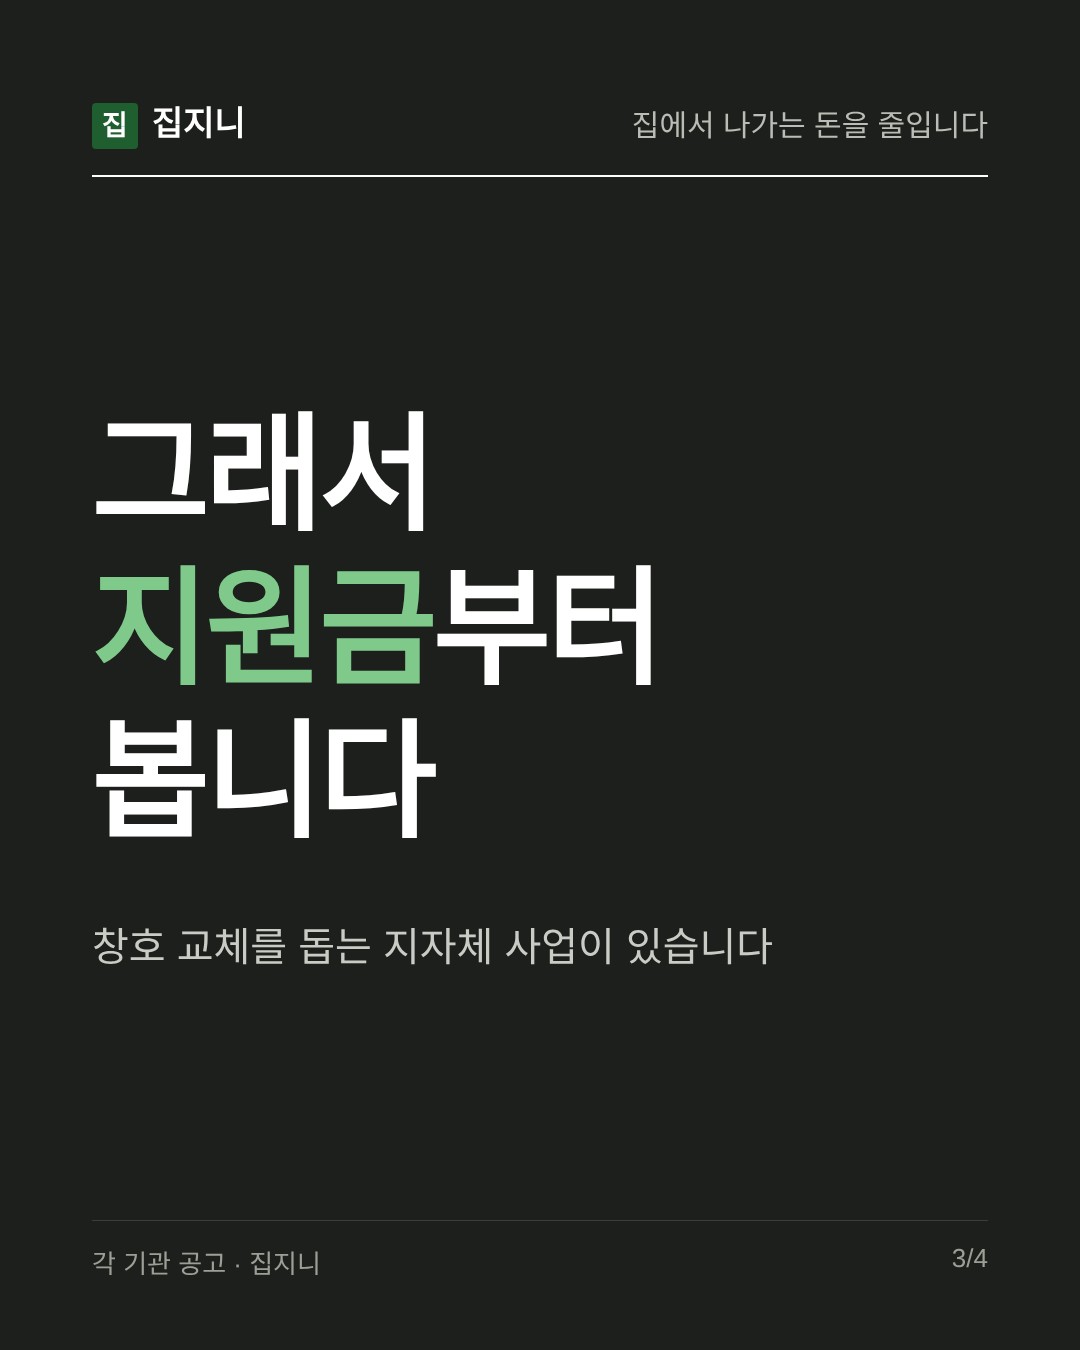 집 집지니
집에서 나가는 돈을 줄입니다
그래서
지원금부터
봅니다
창호 교체를 돕는 지자체 사업이 있습니다
각 기관 공고 · 집지니
3/4